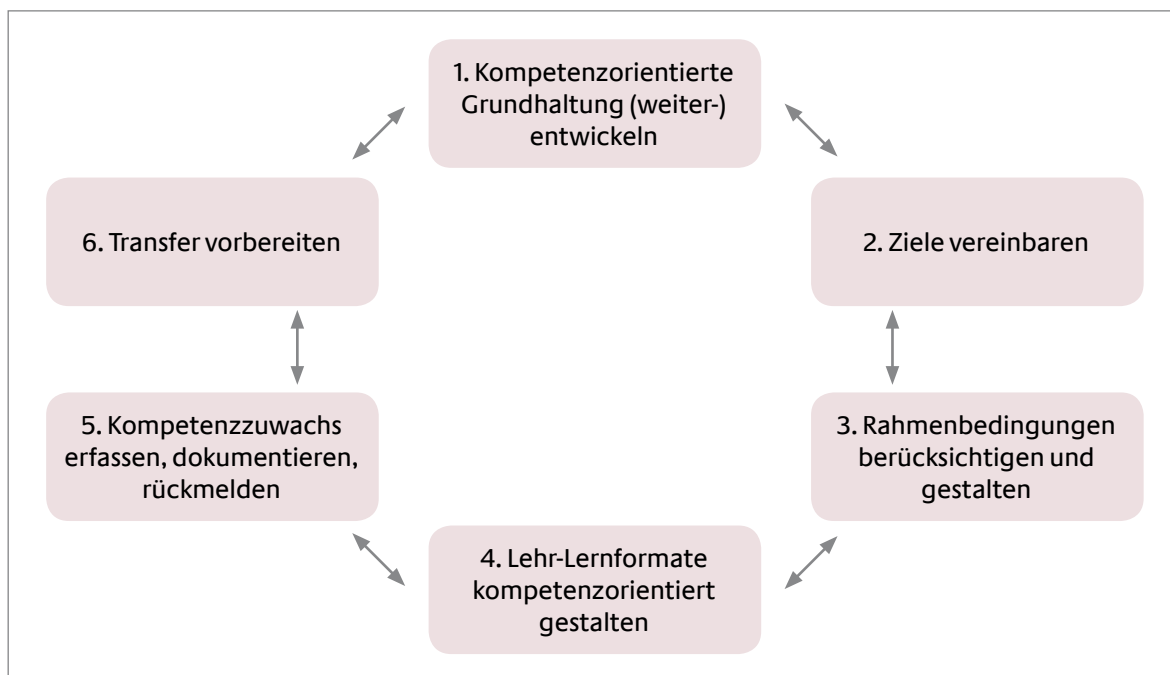 1. Kompetenzorientierte
Grundhaltung (weiter-)
entwickeln
2. Ziele vereinbaren
3. Rahmenbedingungen
berücksichtigen und
gestalten
4. Lehr-Lernformate
kompetenzorientiert
gestalten
5. Kompetenzzuwachs
erfassen, dokumentieren,
rückmelden
6. Transfer vorbereiten